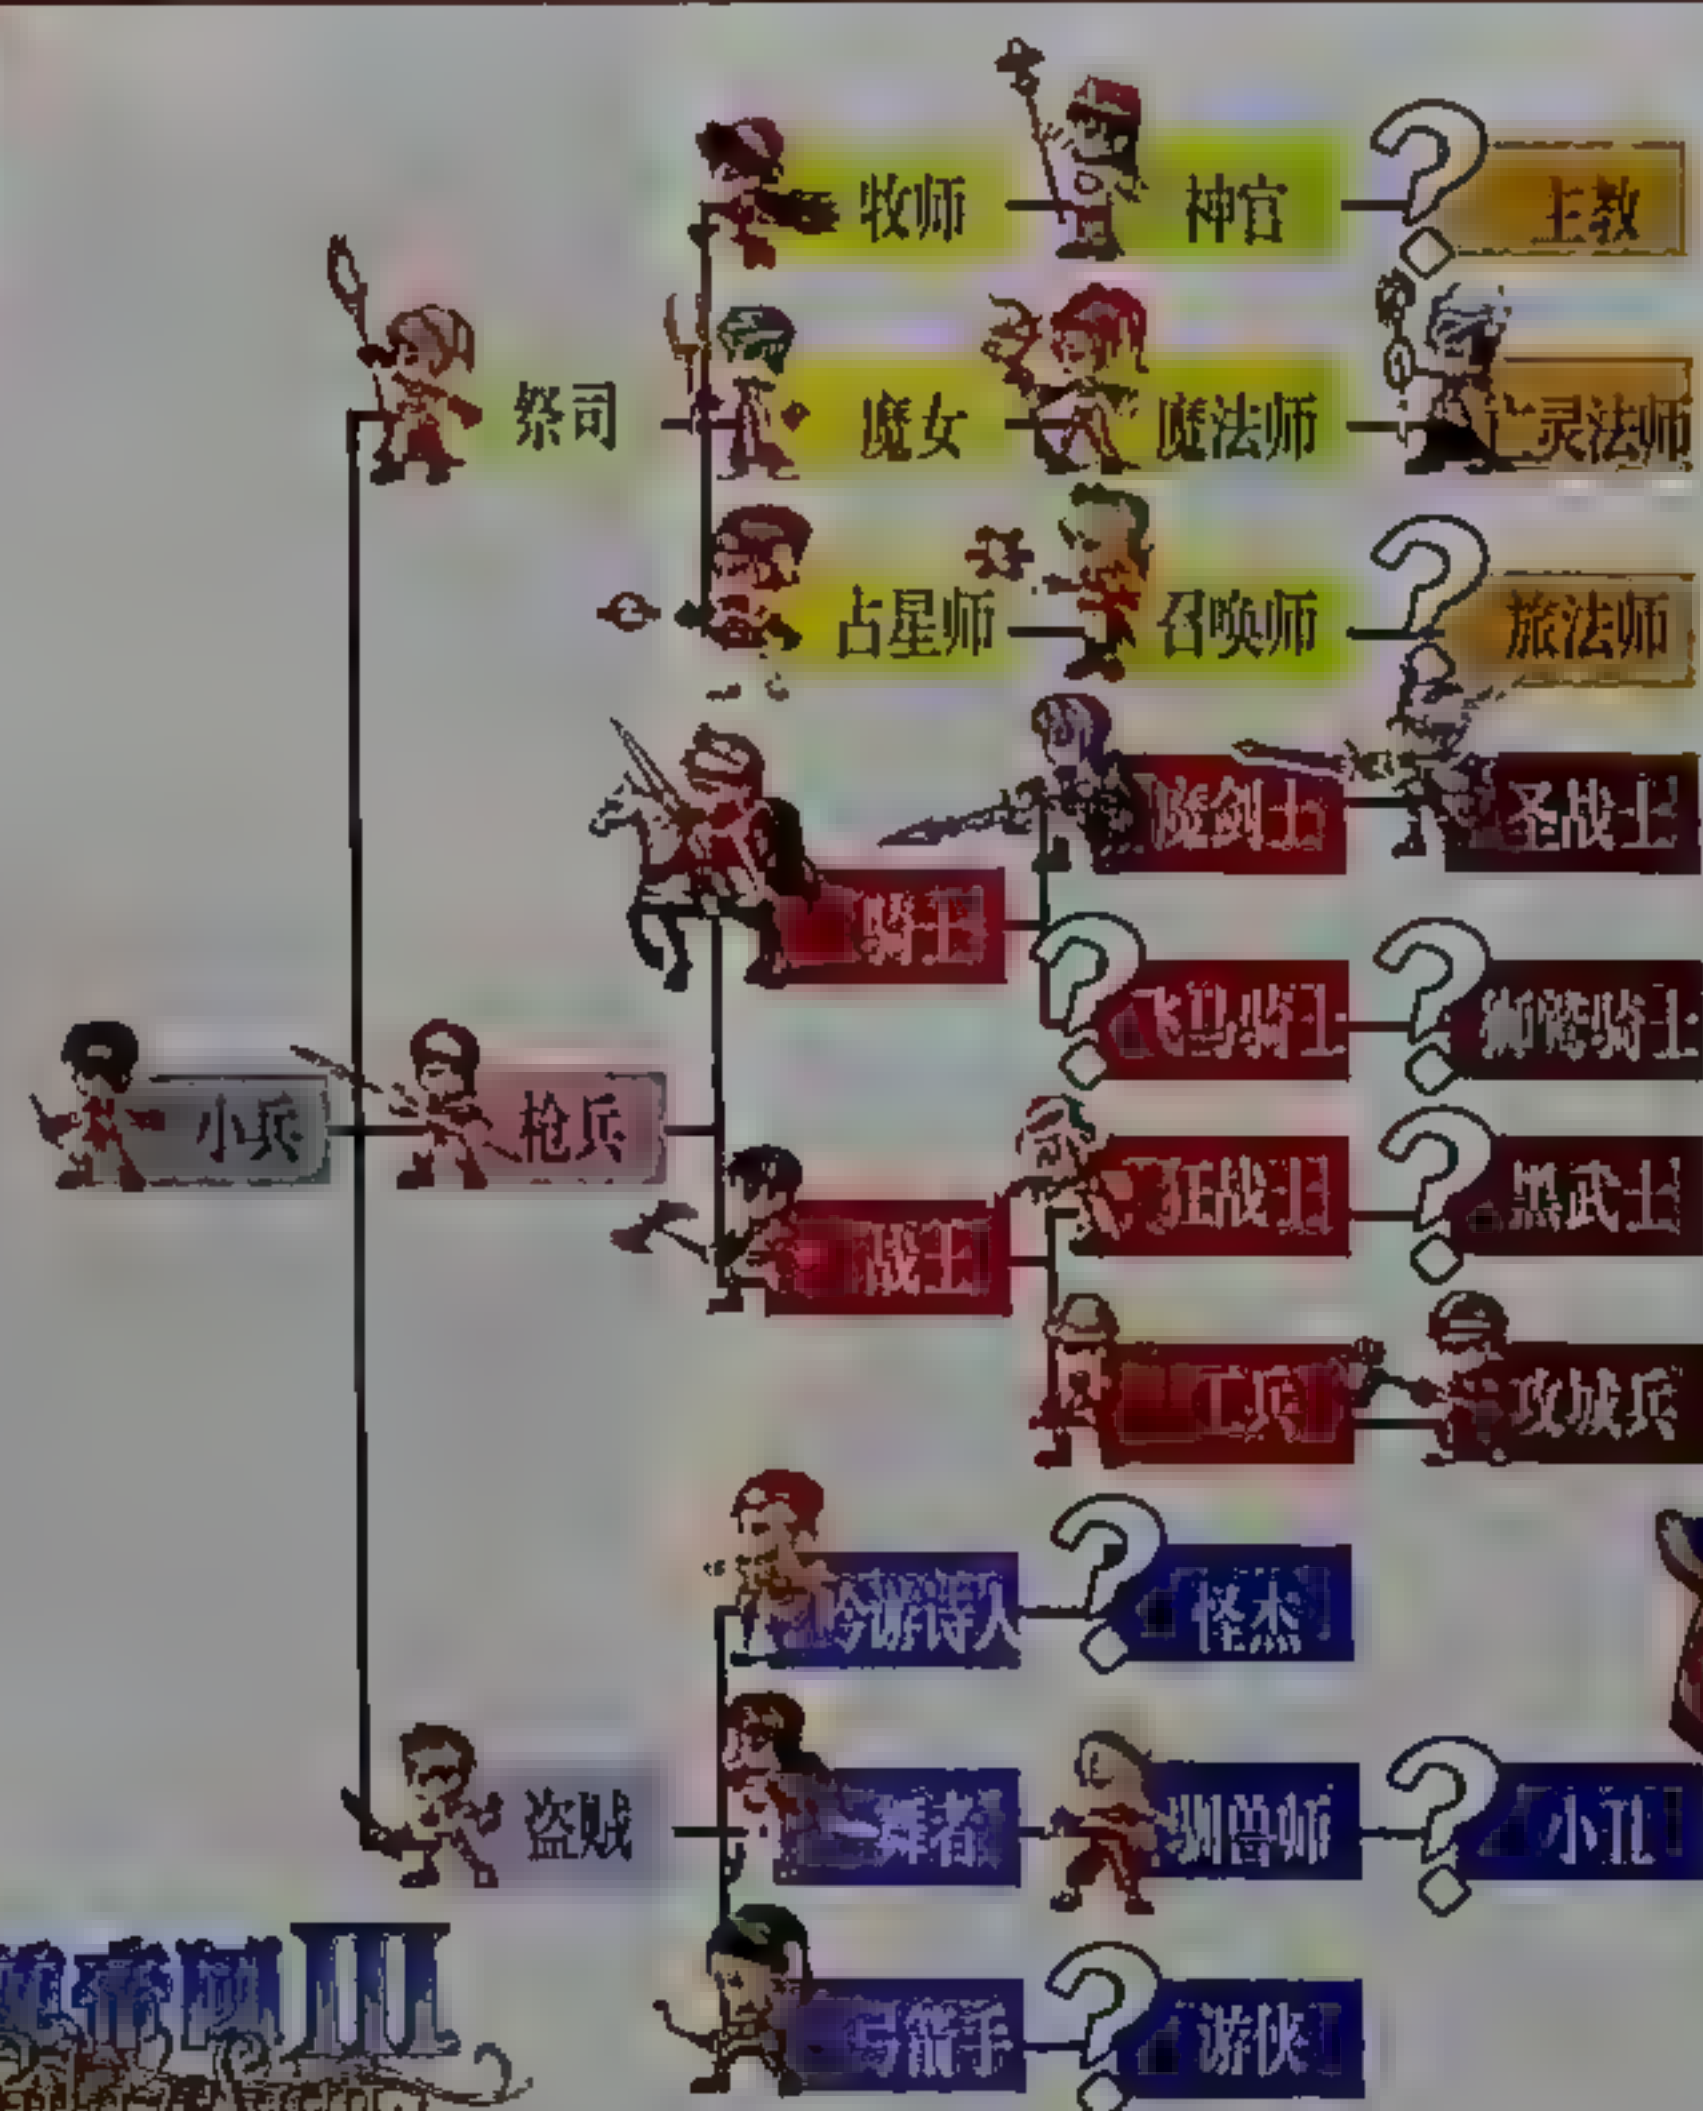 牧师 神官 主教
祭司 魔女 魔法师 亡灵法师
占星师 召唤师 旅法师
魔剑士 圣战士
骑士
飞马骑士 狮鹫骑士
小兵 枪兵
狂战士 黑武士
战士
工兵 攻城兵
吟游诗人 怪杰
盗贼 舞者 驯兽师 小丑
弓箭手 游侠
III